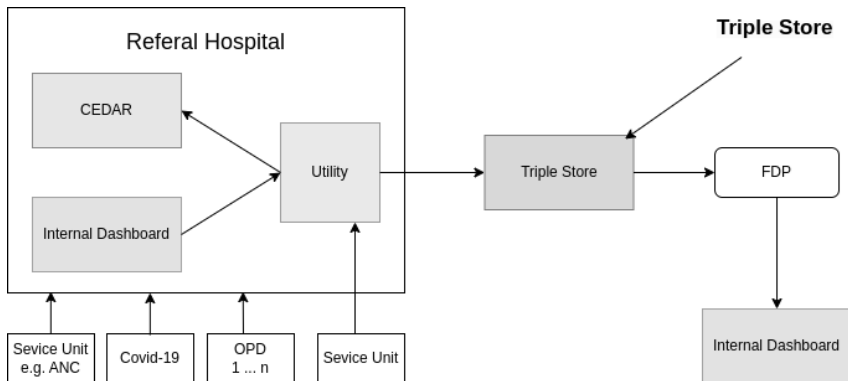 Triple Store
Referal Hospital
CEDAR
Utility
Triple Store
FDP
Internal Dashboard
Sevice Unit
e.g. ANC
Covid-19
OPD
1 ... n
Sevice Unit
Internal Dashboard